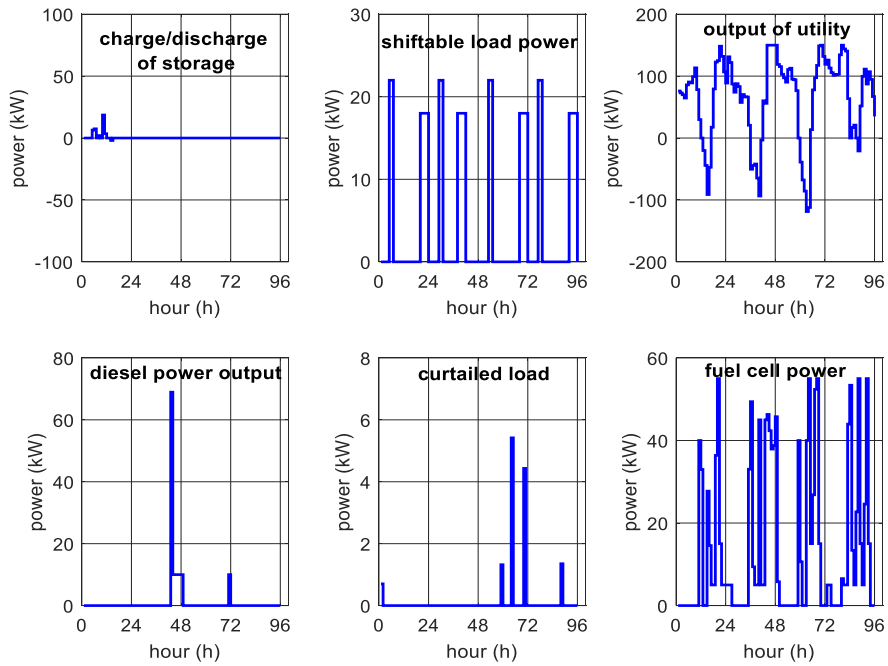 charge/discharge
of storage
power (kW)
100
50
0
-50
-100
0 24 48 72 96
hour (h)
shiftable load power
power (kW)
30
20
10
0
0 24 48 72 96
hour (h)
output of utility
power (kW)
200
100
0
-100
-200
0 24 48 72 96
hour (h)
diesel power output
power (kW)
80
60
40
20
0
0 24 48 72 96
hour (h)
curtailed load
power (kW)
8
6
4
2
0
0 24 48 72 96
hour (h)
fuel cell power
power (kW)
60
40
20
0
0 24 48 72 96
hour (h)